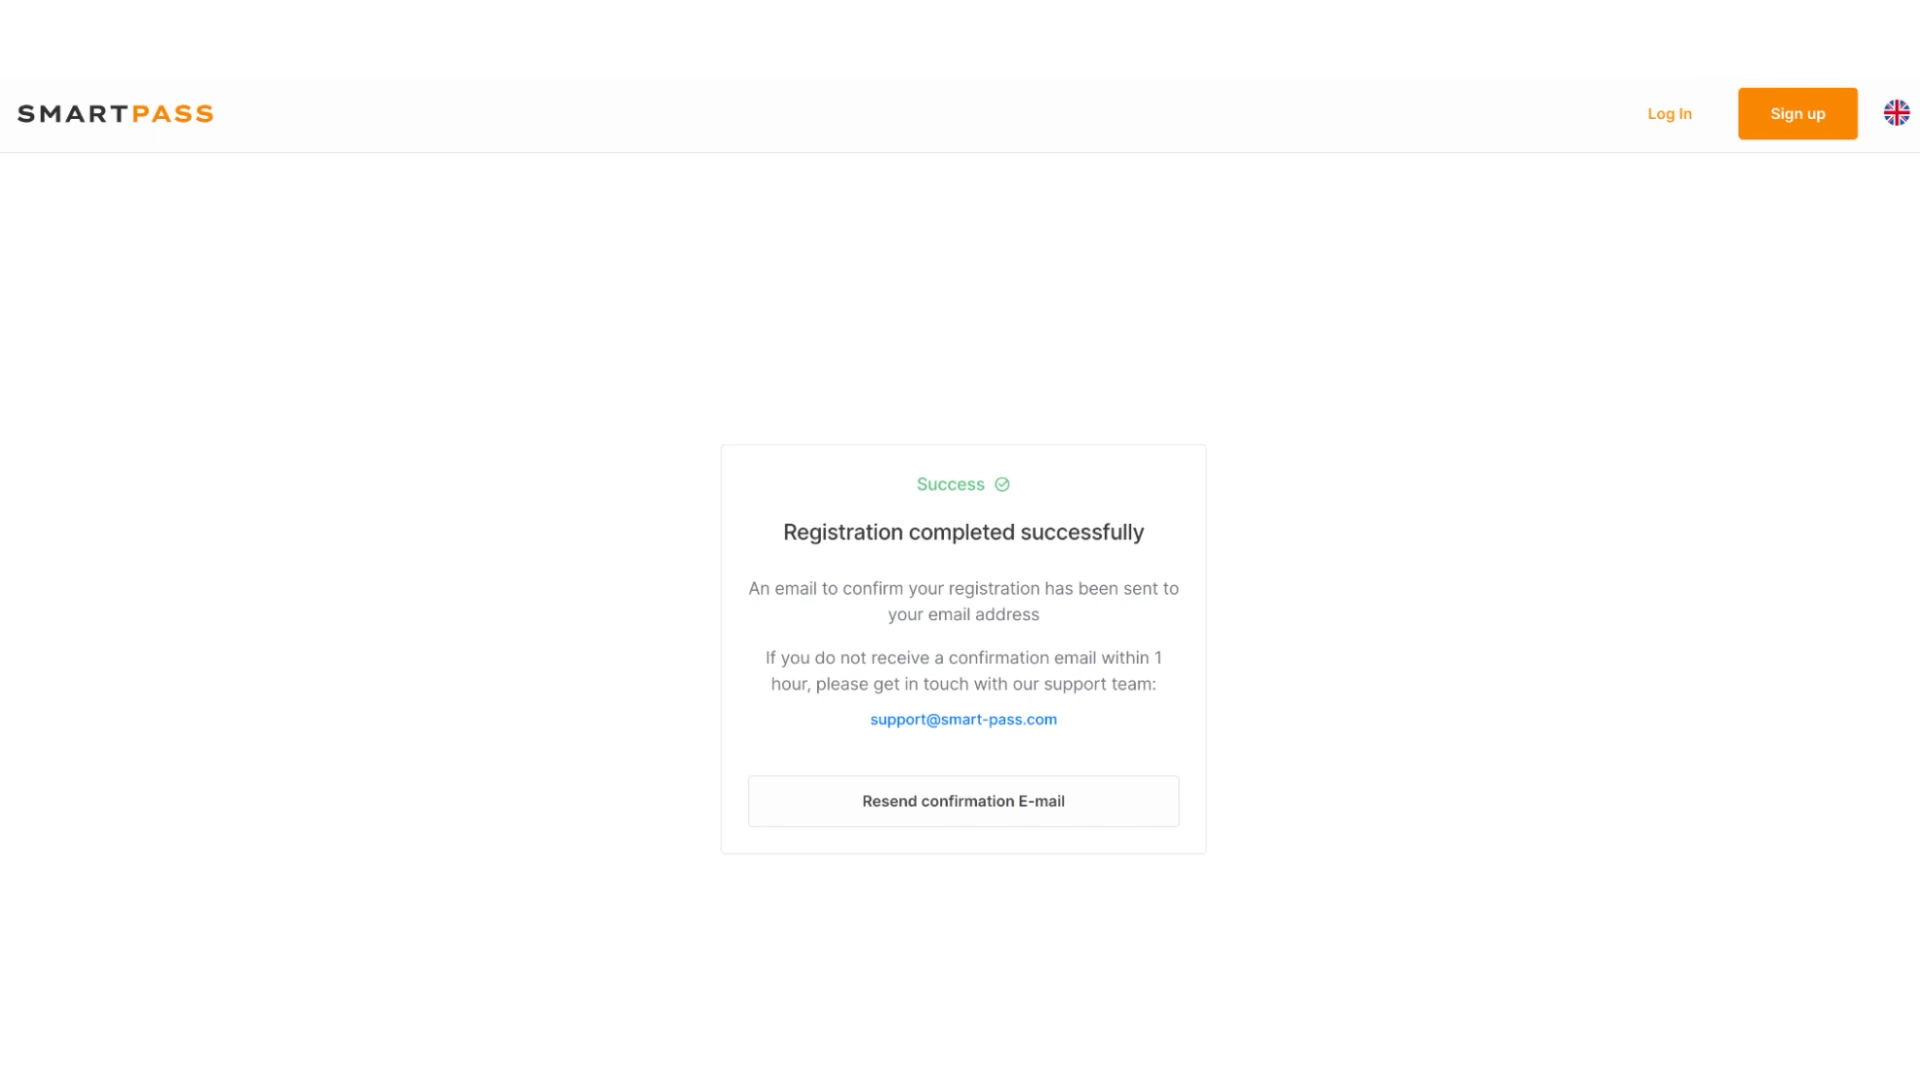 SMARTPASS
Log In
Sign up
Success
Registration completed successfully
An email to confirm your registration has been sent to
your email address
If you do not receive a confirmation email within 1
hour, please get in touch with our support team:
support@smart-pass.com
Resend confirmation E-mail